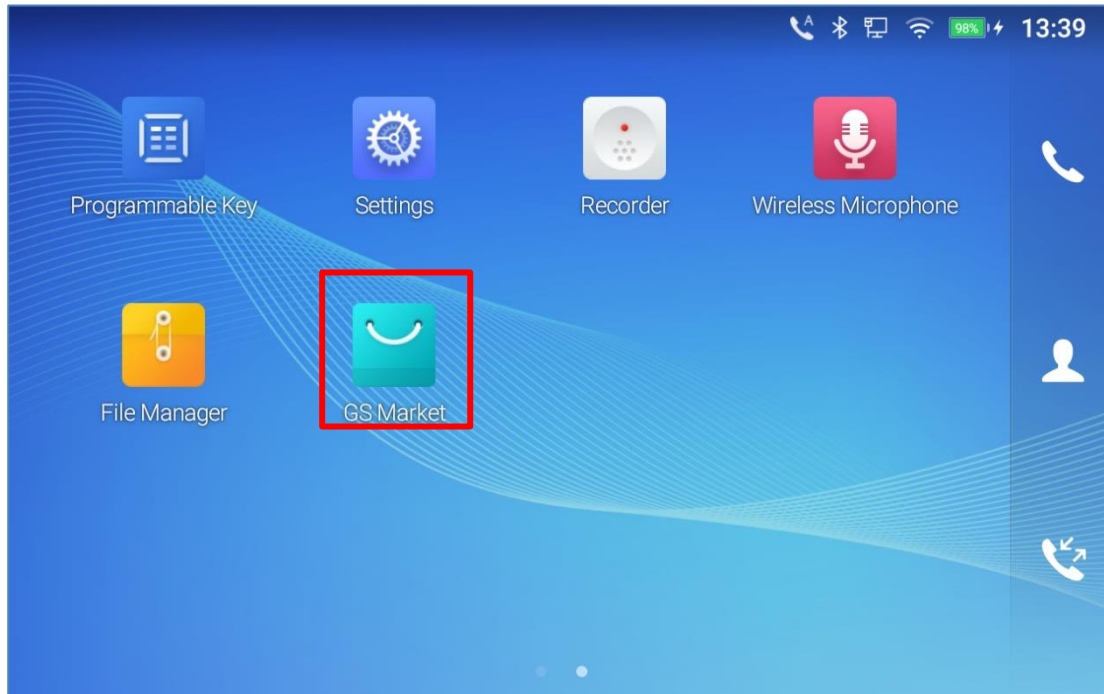 A 98% 13:39
Programmable Key Settings Recorder Wireless Microphone
File Manager GS Market